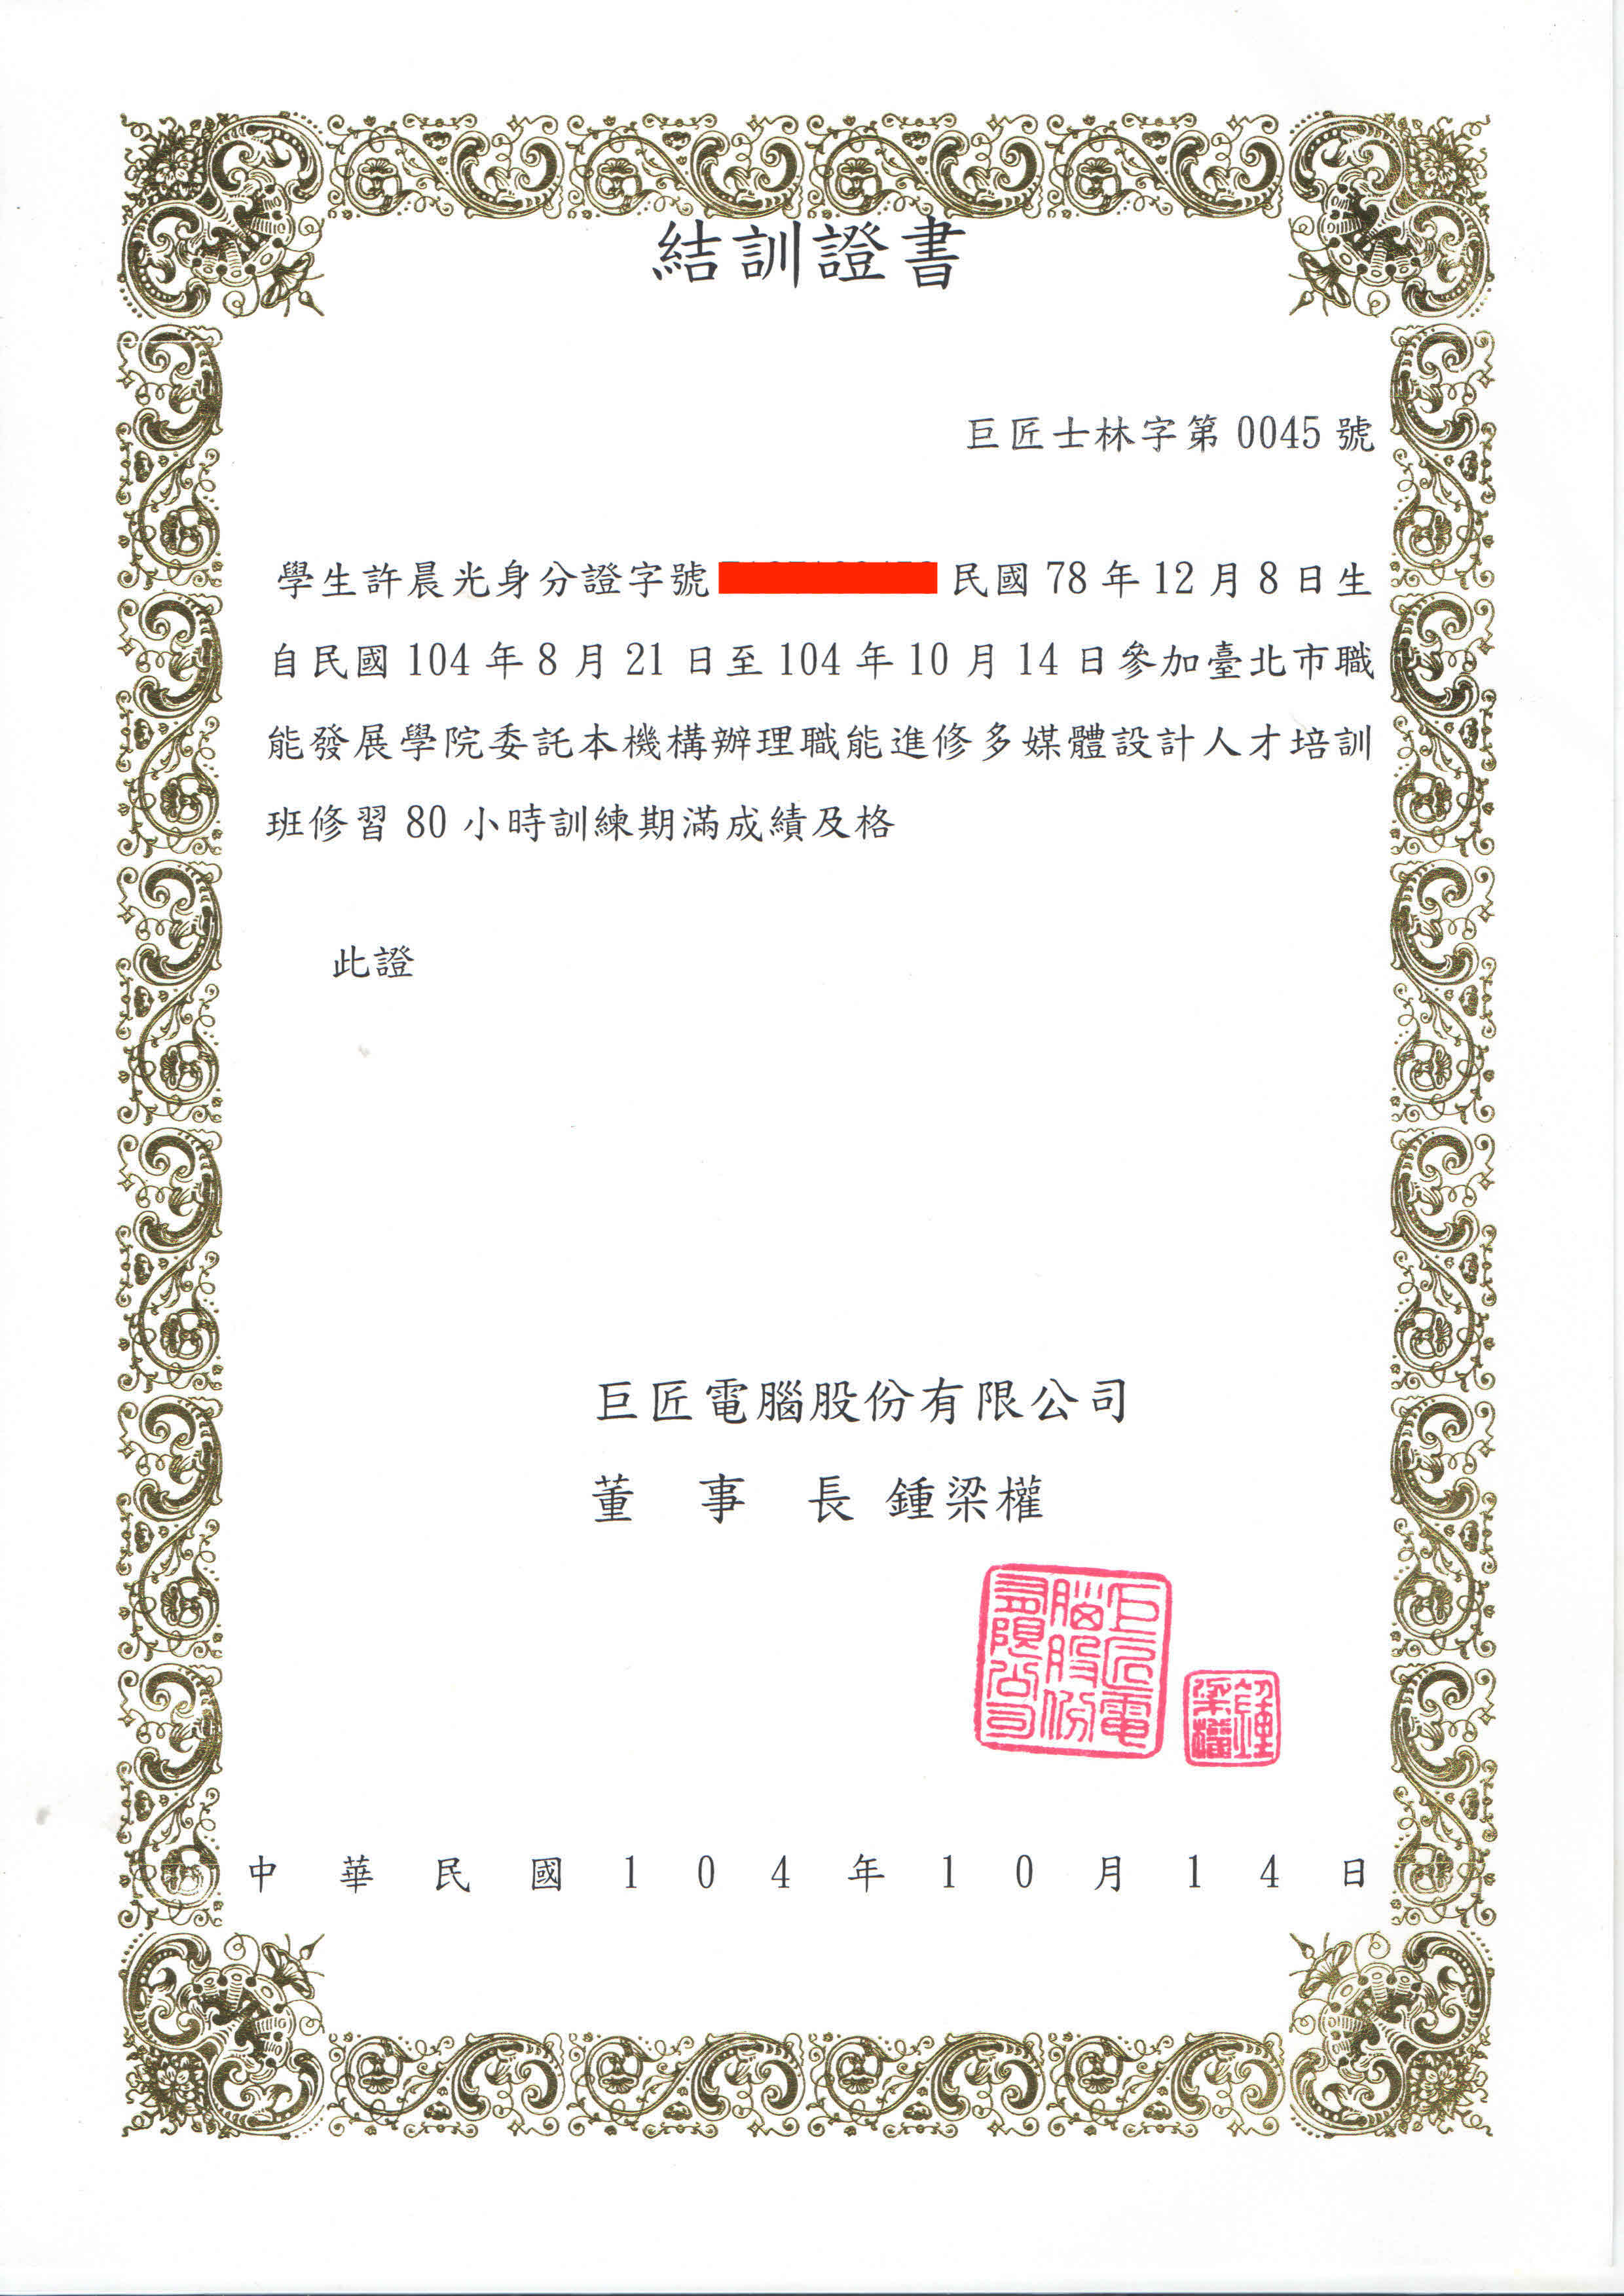 結訓證書
巨匠士林字第 0045 號
學生許晨光身分證字號 民國 78 年 12 月 8 日生
自民國 104 年 8 月 21 日至 104 年 10 月 14 日參加臺北市職
能發展學院委託本機構辦理職能進修多媒體設計人才培訓
班修習 80 小時訓練期滿成績及格
此證
巨匠電腦股份有限公司
董 事 長 鍾梁權
巨匠電
腦股份
有限公司
鍾
梁權
中 華 民 國 1 0 4 年 1 0 月 1 4 日